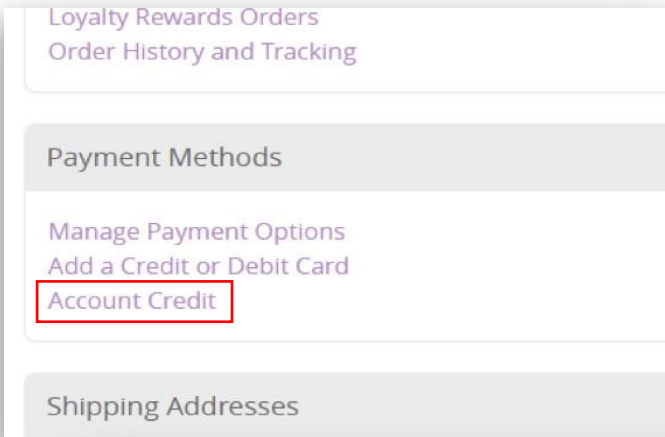 Loyalty Rewards Orders
Order History and Tracking
Payment Methods
Manage Payment Options
Add a Credit or Debit Card
Account Credit
Shipping Addresses